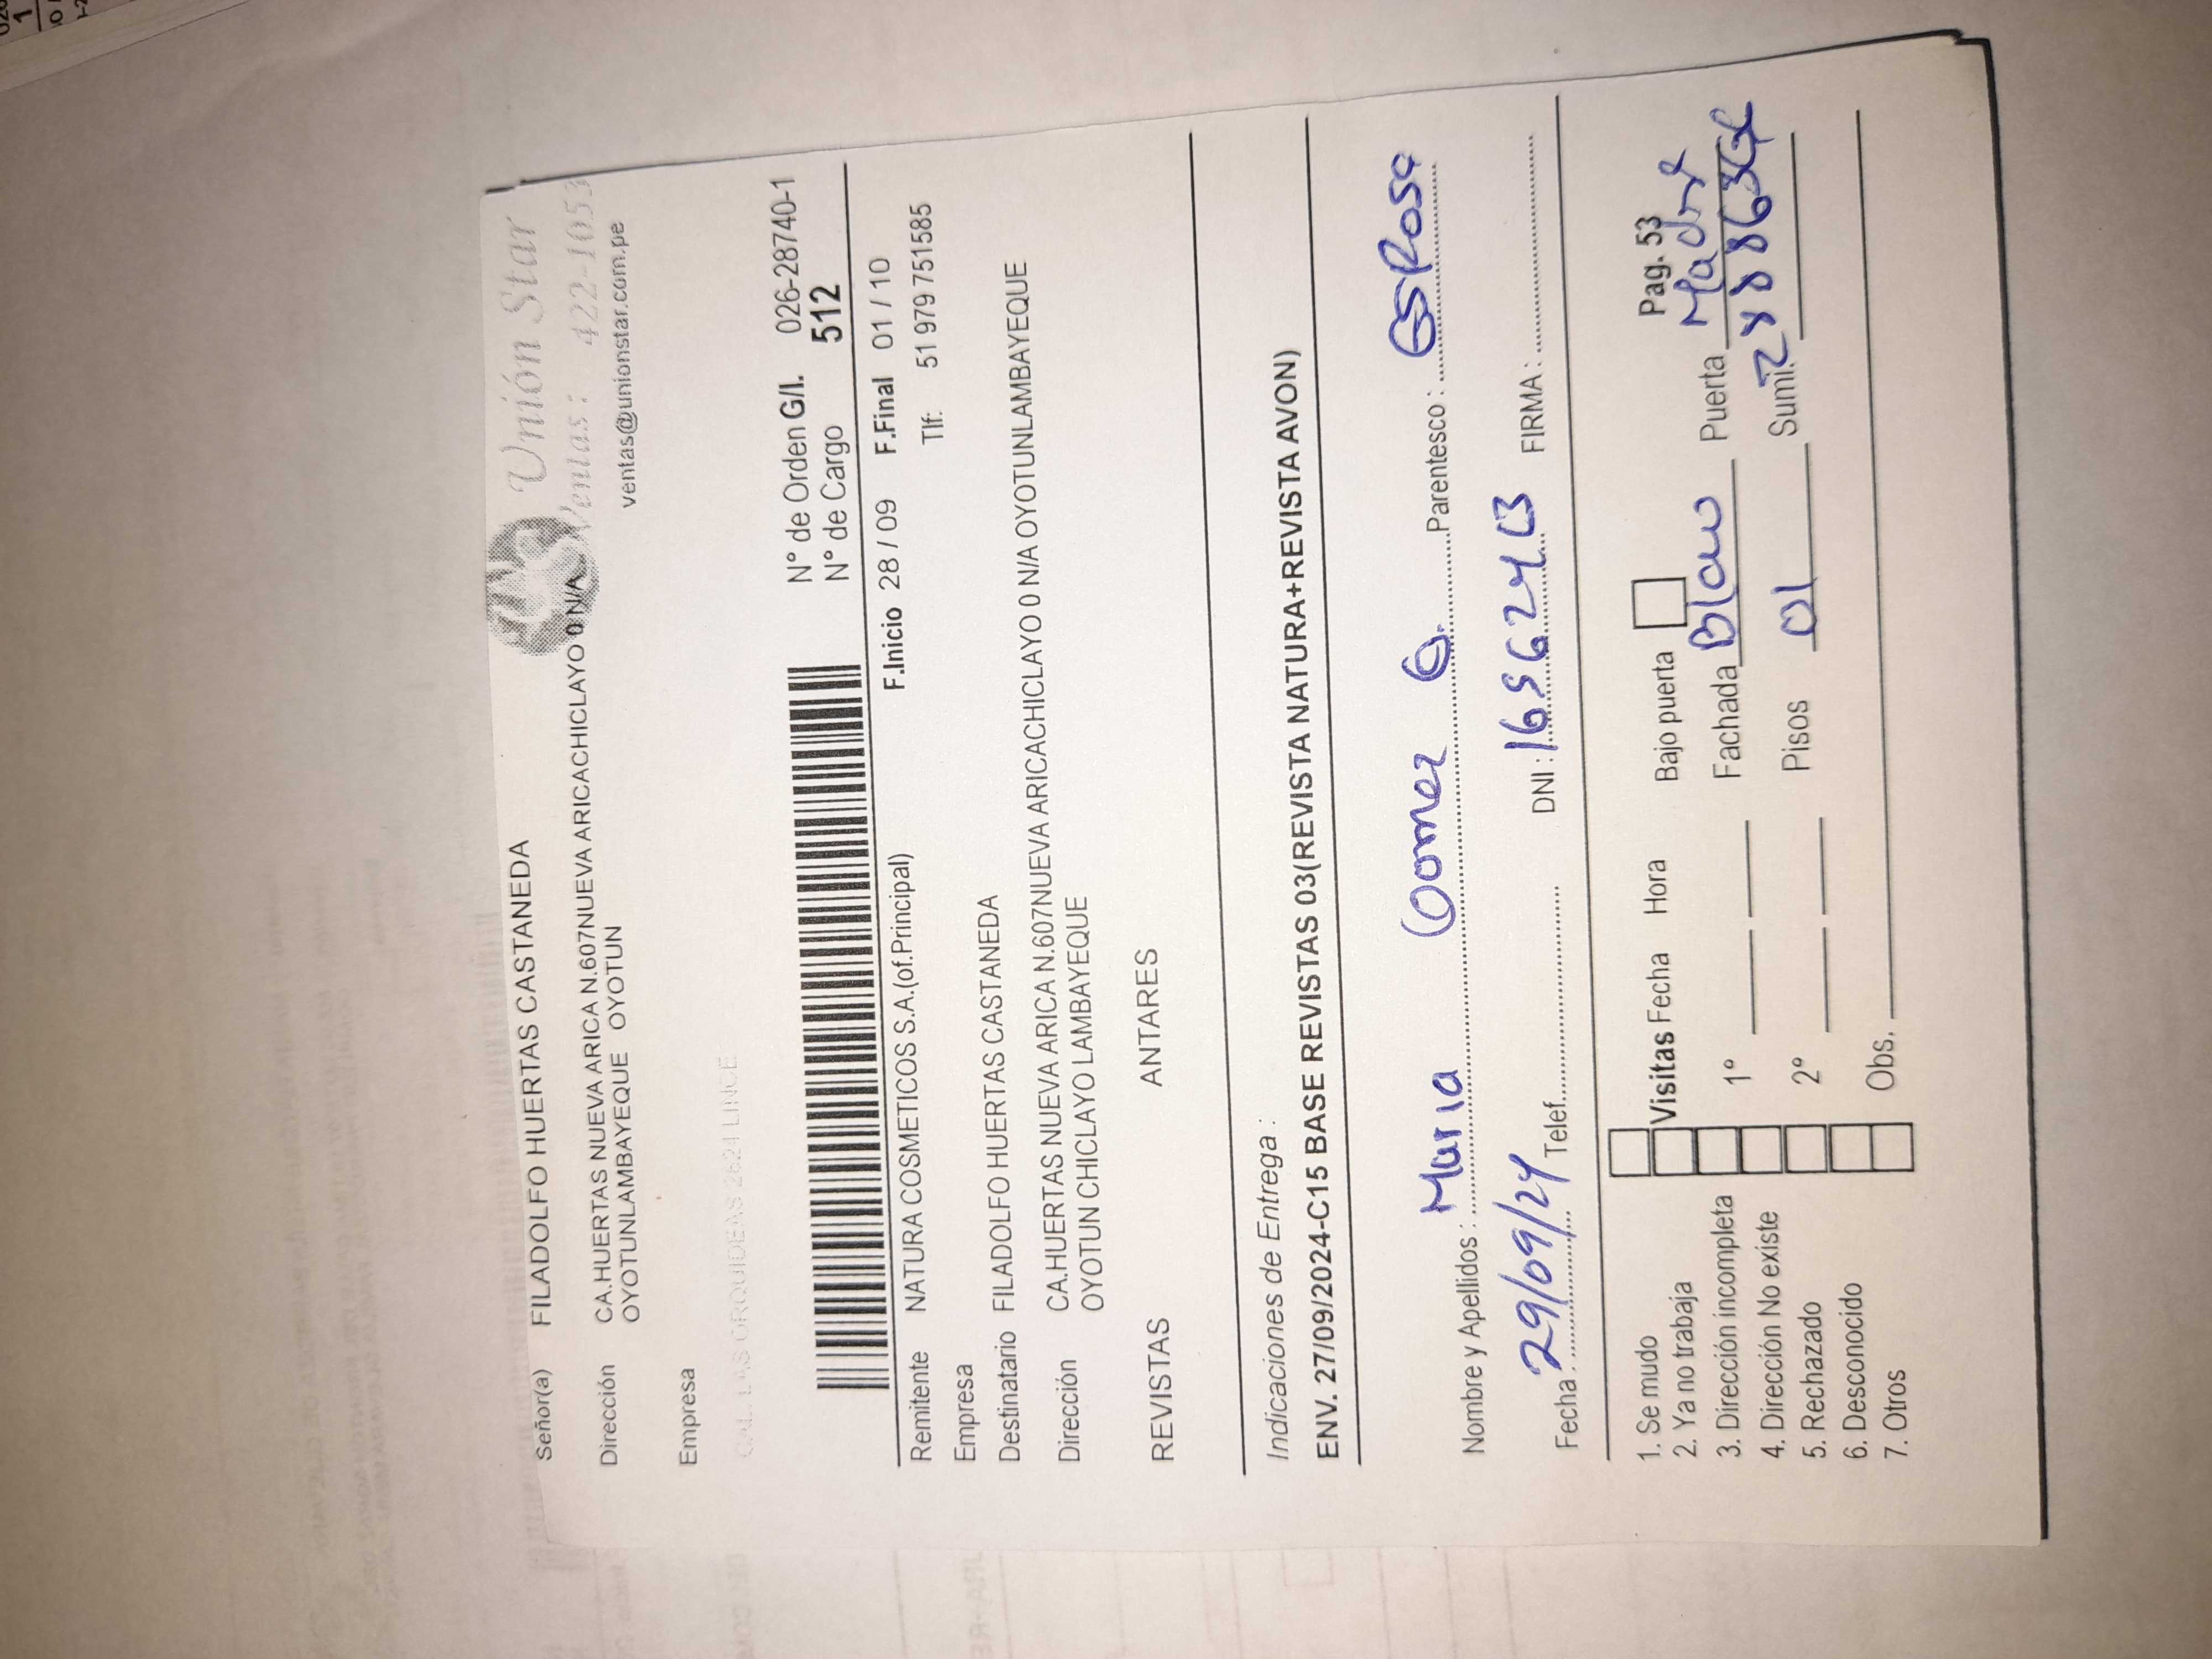 Unión Star
Ventas: 422-1053
ventas@unionstar.com.pe
Señor(a) FILADOLFO HUERTAS CASTANEDA
Dirección CA.HUERTAS NUEVA ARICA N.607NUEVA ARICACHICLAYO 0 N/A
OYOTUNLAMBAYEQUE OYOTUN
Empresa
CAL. LAS ORQUIDEAS 2621 LINCE
N° de Orden G/I. 026-28740-1
N° de Cargo 512
F.Inicio 28 / 09 F.Final 01 / 10
Remitente NATURA COSMETICOS S.A.(of.Principal) Tlf: 51 979 751585
Empresa
Destinatario FILADOLFO HUERTAS CASTANEDA
Dirección CA.HUERTAS NUEVA ARICA N.607NUEVA ARICACHICLAYO 0 N/A OYOTUNLAMBAYEQUE
OYOTUN CHICLAYO LAMBAYEQUE
REVISTAS ANTARES
Indicaciones de Entrega :
ENV. 27/09/2024-C15 BASE REVISTAS 03(REVISTA NATURA+REVISTA AVON)
Nombre y Apellidos : Maria G. Parentesco : esposa
Fecha : 29/09/24 Telef. DNI : FIRMA :
Pag. 53
1. Se mudo Visitas Fecha Hora Bajo puerta
2. Ya no trabaja
3. Dirección incompleta 1° Fachada Puerta
4. Dirección No existe
5. Rechazado 2° Pisos 01 Sumi.
6. Desconocido
7. Otros Obs.